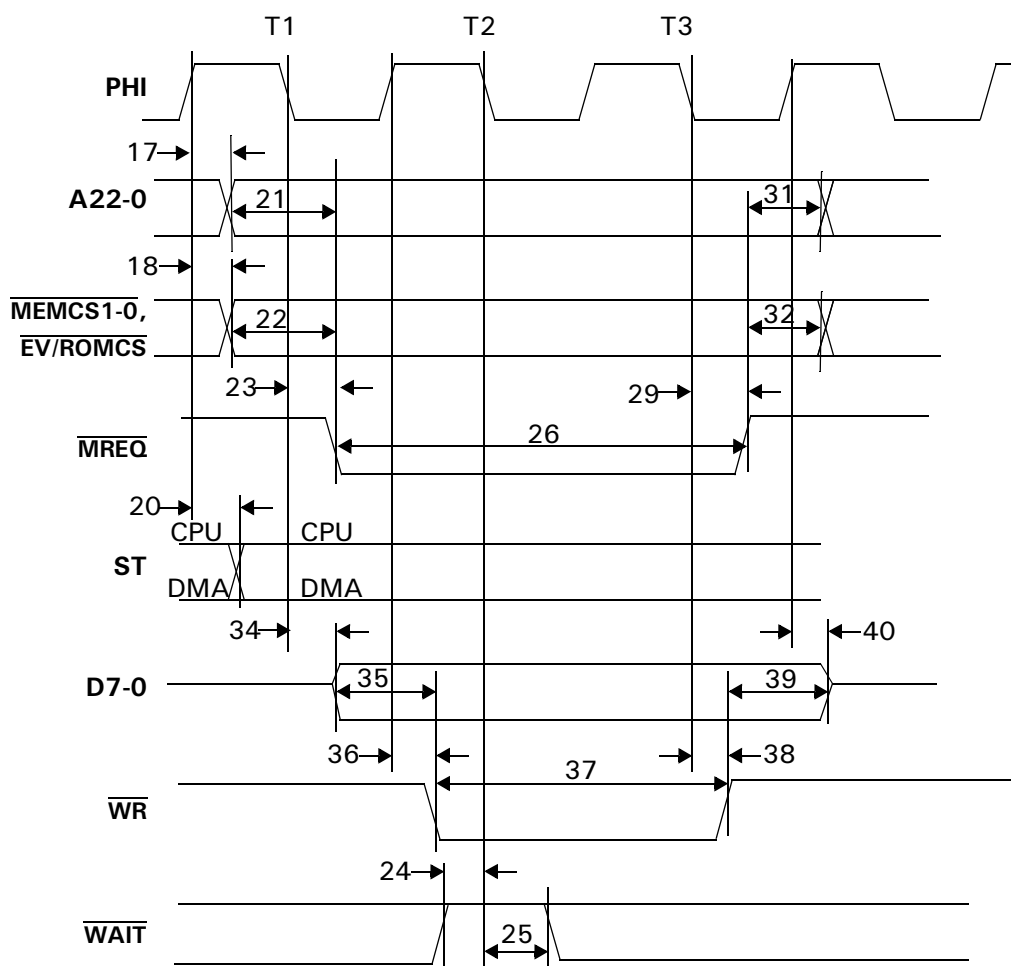 T1 T2 T3
PHI
17
A22-0 21 31
18
MEMCS1-0, 22 32
EV/ROMCS
23 29
MREQ 26
20
CPU CPU
ST
DMA DMA
34 40
D7-0 35 39
36 37 38
WR
24
WAIT 25